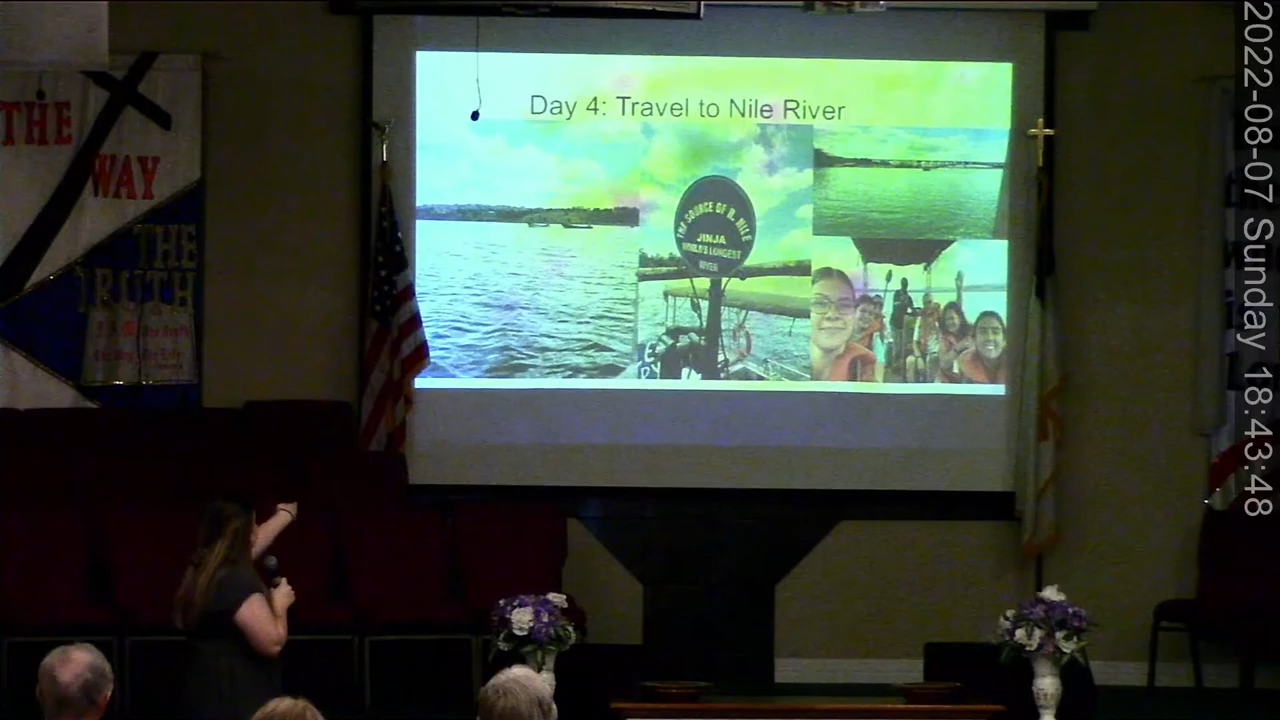 THE
WAY
THE
TRUTH
Day 4: Travel to Nile River
THE SOURCE OF R. NILE
JINJA
WORLD'S LONGEST
RIVER
2022-08-07 Sunday 18:43:48